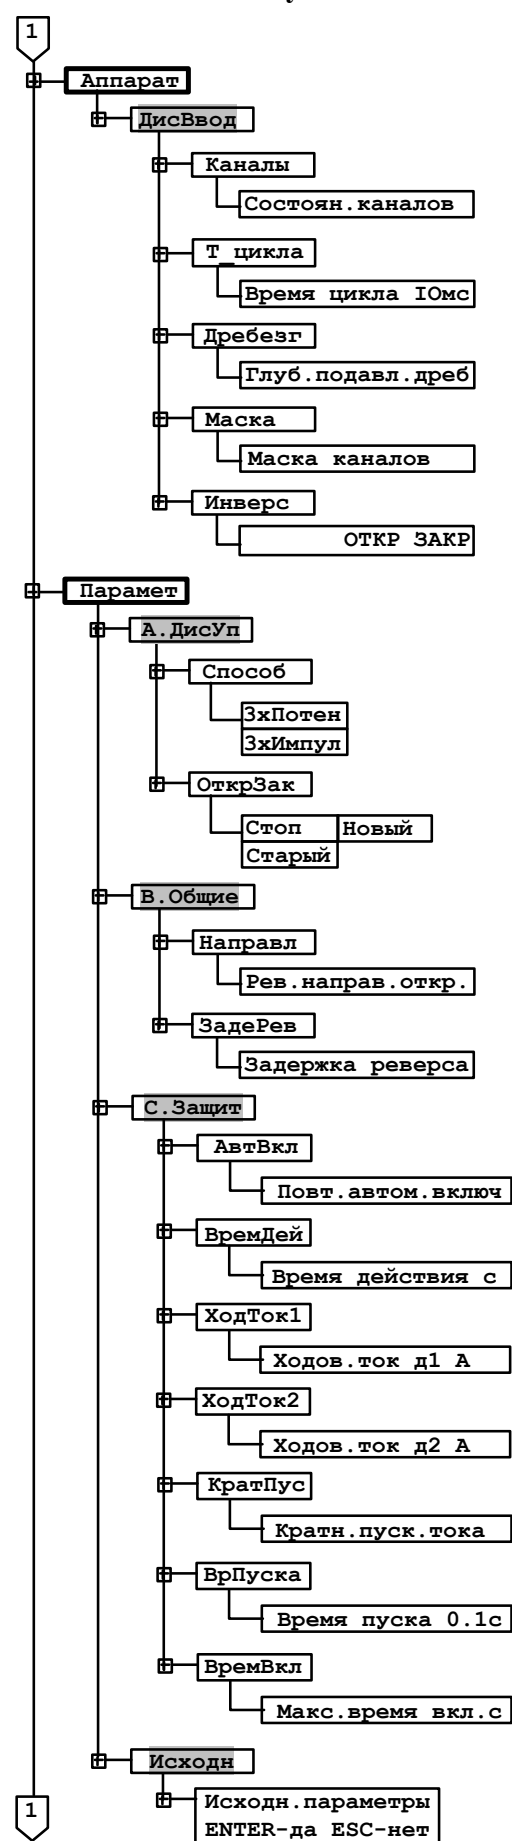 1
Аппарат
ДисВвод
Каналы
Состоян.каналов
Т_цикла
Время цикла IOмс
Дребезг
Глуб.подавл.дреб
Маска
Маска каналов
Инверс
ОТКР ЗАКР
Парамет
А.ДисУп
Способ
3хПотен
3хИмпул
ОткрЗак
Стоп Новый
Старый
В.Общие
Направл
Рев.направ.откр.
ЗадеРев
Задержка реверса
С.Защит
АвтВкл
Повт.автом.включ
ВремДей
Время действия с
ХодТок1
Ходов.ток д1 А
ХодТок2
Ходов.ток д2 А
КратПус
Кратн.пуск.тока
ВрПуска
Время пуска 0.1с
ВремВкл
Макс.время вкл.с
Исходн
Исходн.параметры
ENTER-да ESC-нет
1